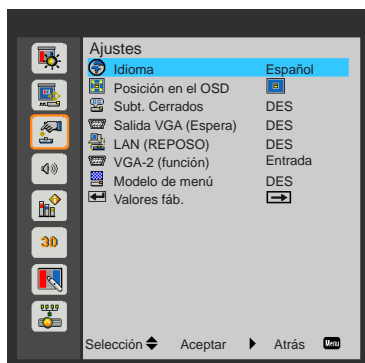 Ajustes
Idioma Español
Posición en el OSD
Subt. Cerrados DES
Salida VGA (Espera) DES
LAN (REPOSO) DES
VGA-2 (función) Entrada
Modelo de menú DES
Valores fáb.
3D
Selección Aceptar Atrás Menu